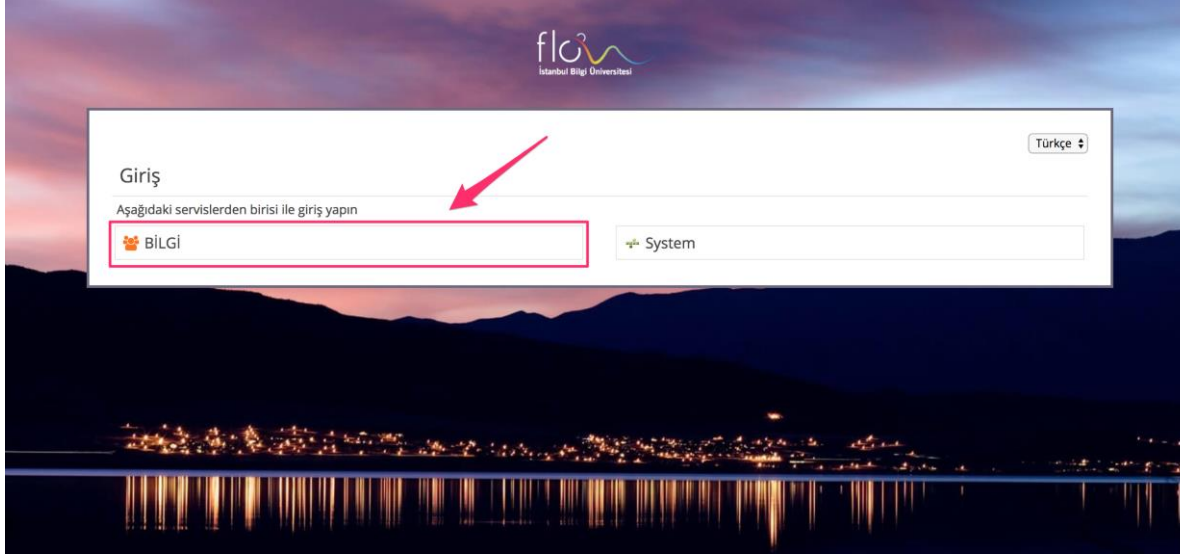 flow
İstanbul Bilgi Üniversitesi
Türkçe
Giriş
Aşağıdaki servislerden birisi ile giriş yapın
BİLGİ
System